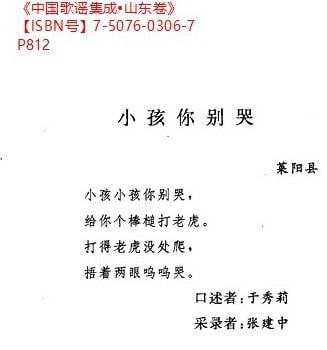 《中国歌谣集成•山东卷》
【ISBN号】7-5076-0306-7
P812
小孩你别哭
莱阳县
小孩小孩你别哭，
给你个棒槌打老虎。
打得老虎没处爬，
捂着两眼呜呜哭。
口述者：于秀莉
采录者：张建中